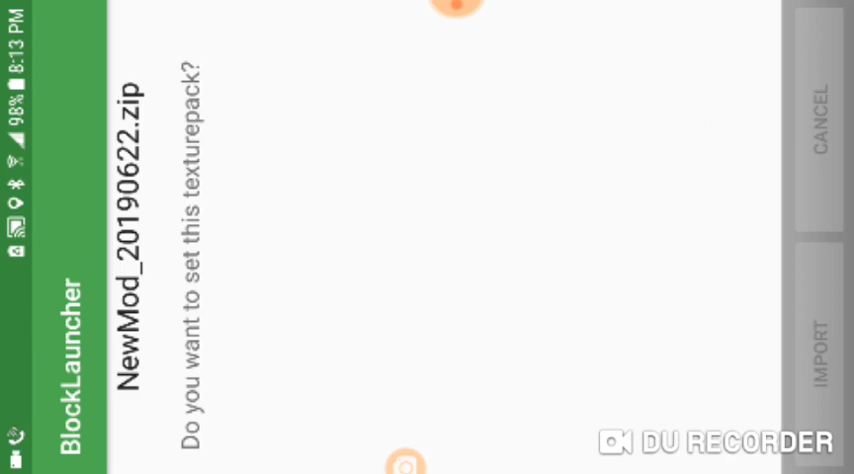 98% 8:13 PM
BlockLauncher
NewMod_20190622.zip
Do you want to set this texturepack?
IMPORT CANCEL
DU RECORDER